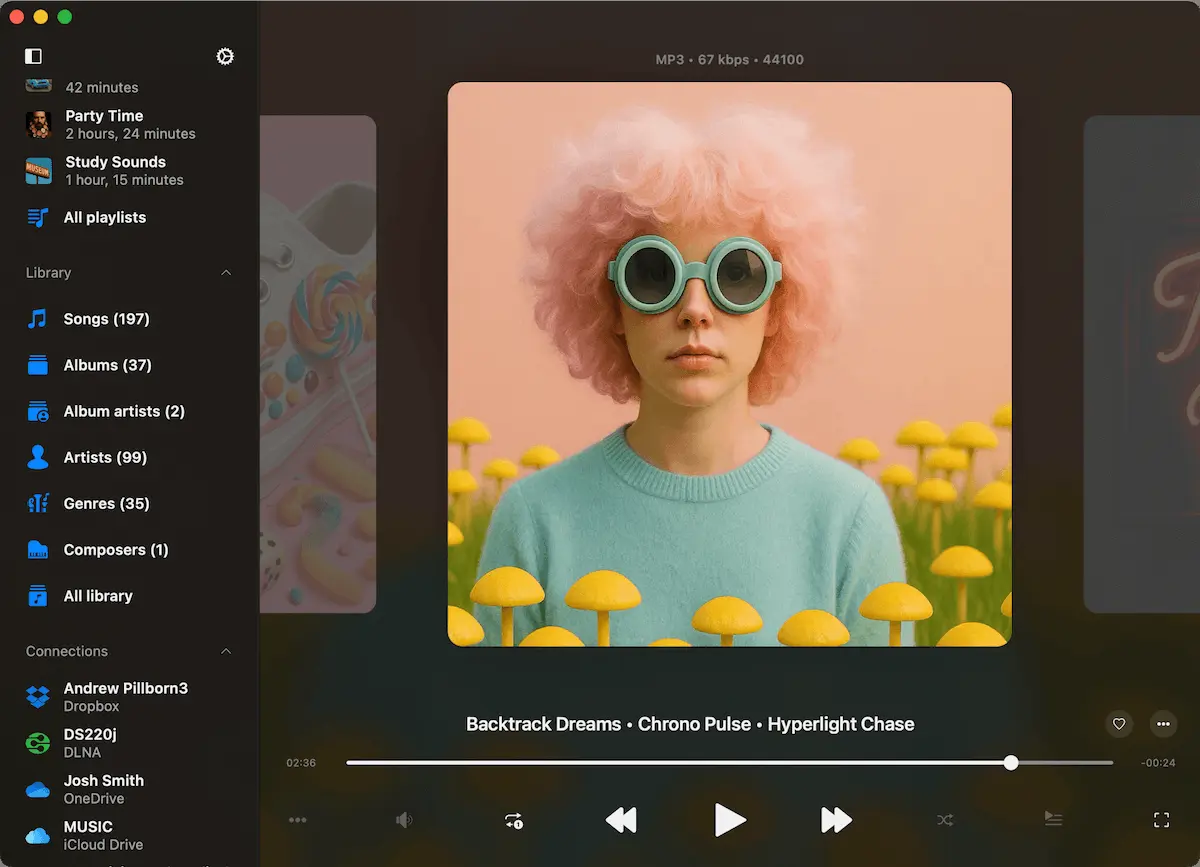 42 minutes
Party Time
2 hours, 24 minutes
MUSEUM
Study Sounds
1 hour, 15 minutes
All playlists
Library
Songs (197)
Albums (37)
Album artists (2)
Artists (99)
Genres (35)
Composers (1)
All library
Connections
Andrew Pillborn3
Dropbox
DS220j
DLNA
Josh Smith
OneDrive
MUSIC
iCloud Drive
MP3 • 67 kbps • 44100
Backtrack Dreams • Chrono Pulse • Hyperlight Chase
02:36
-00:24